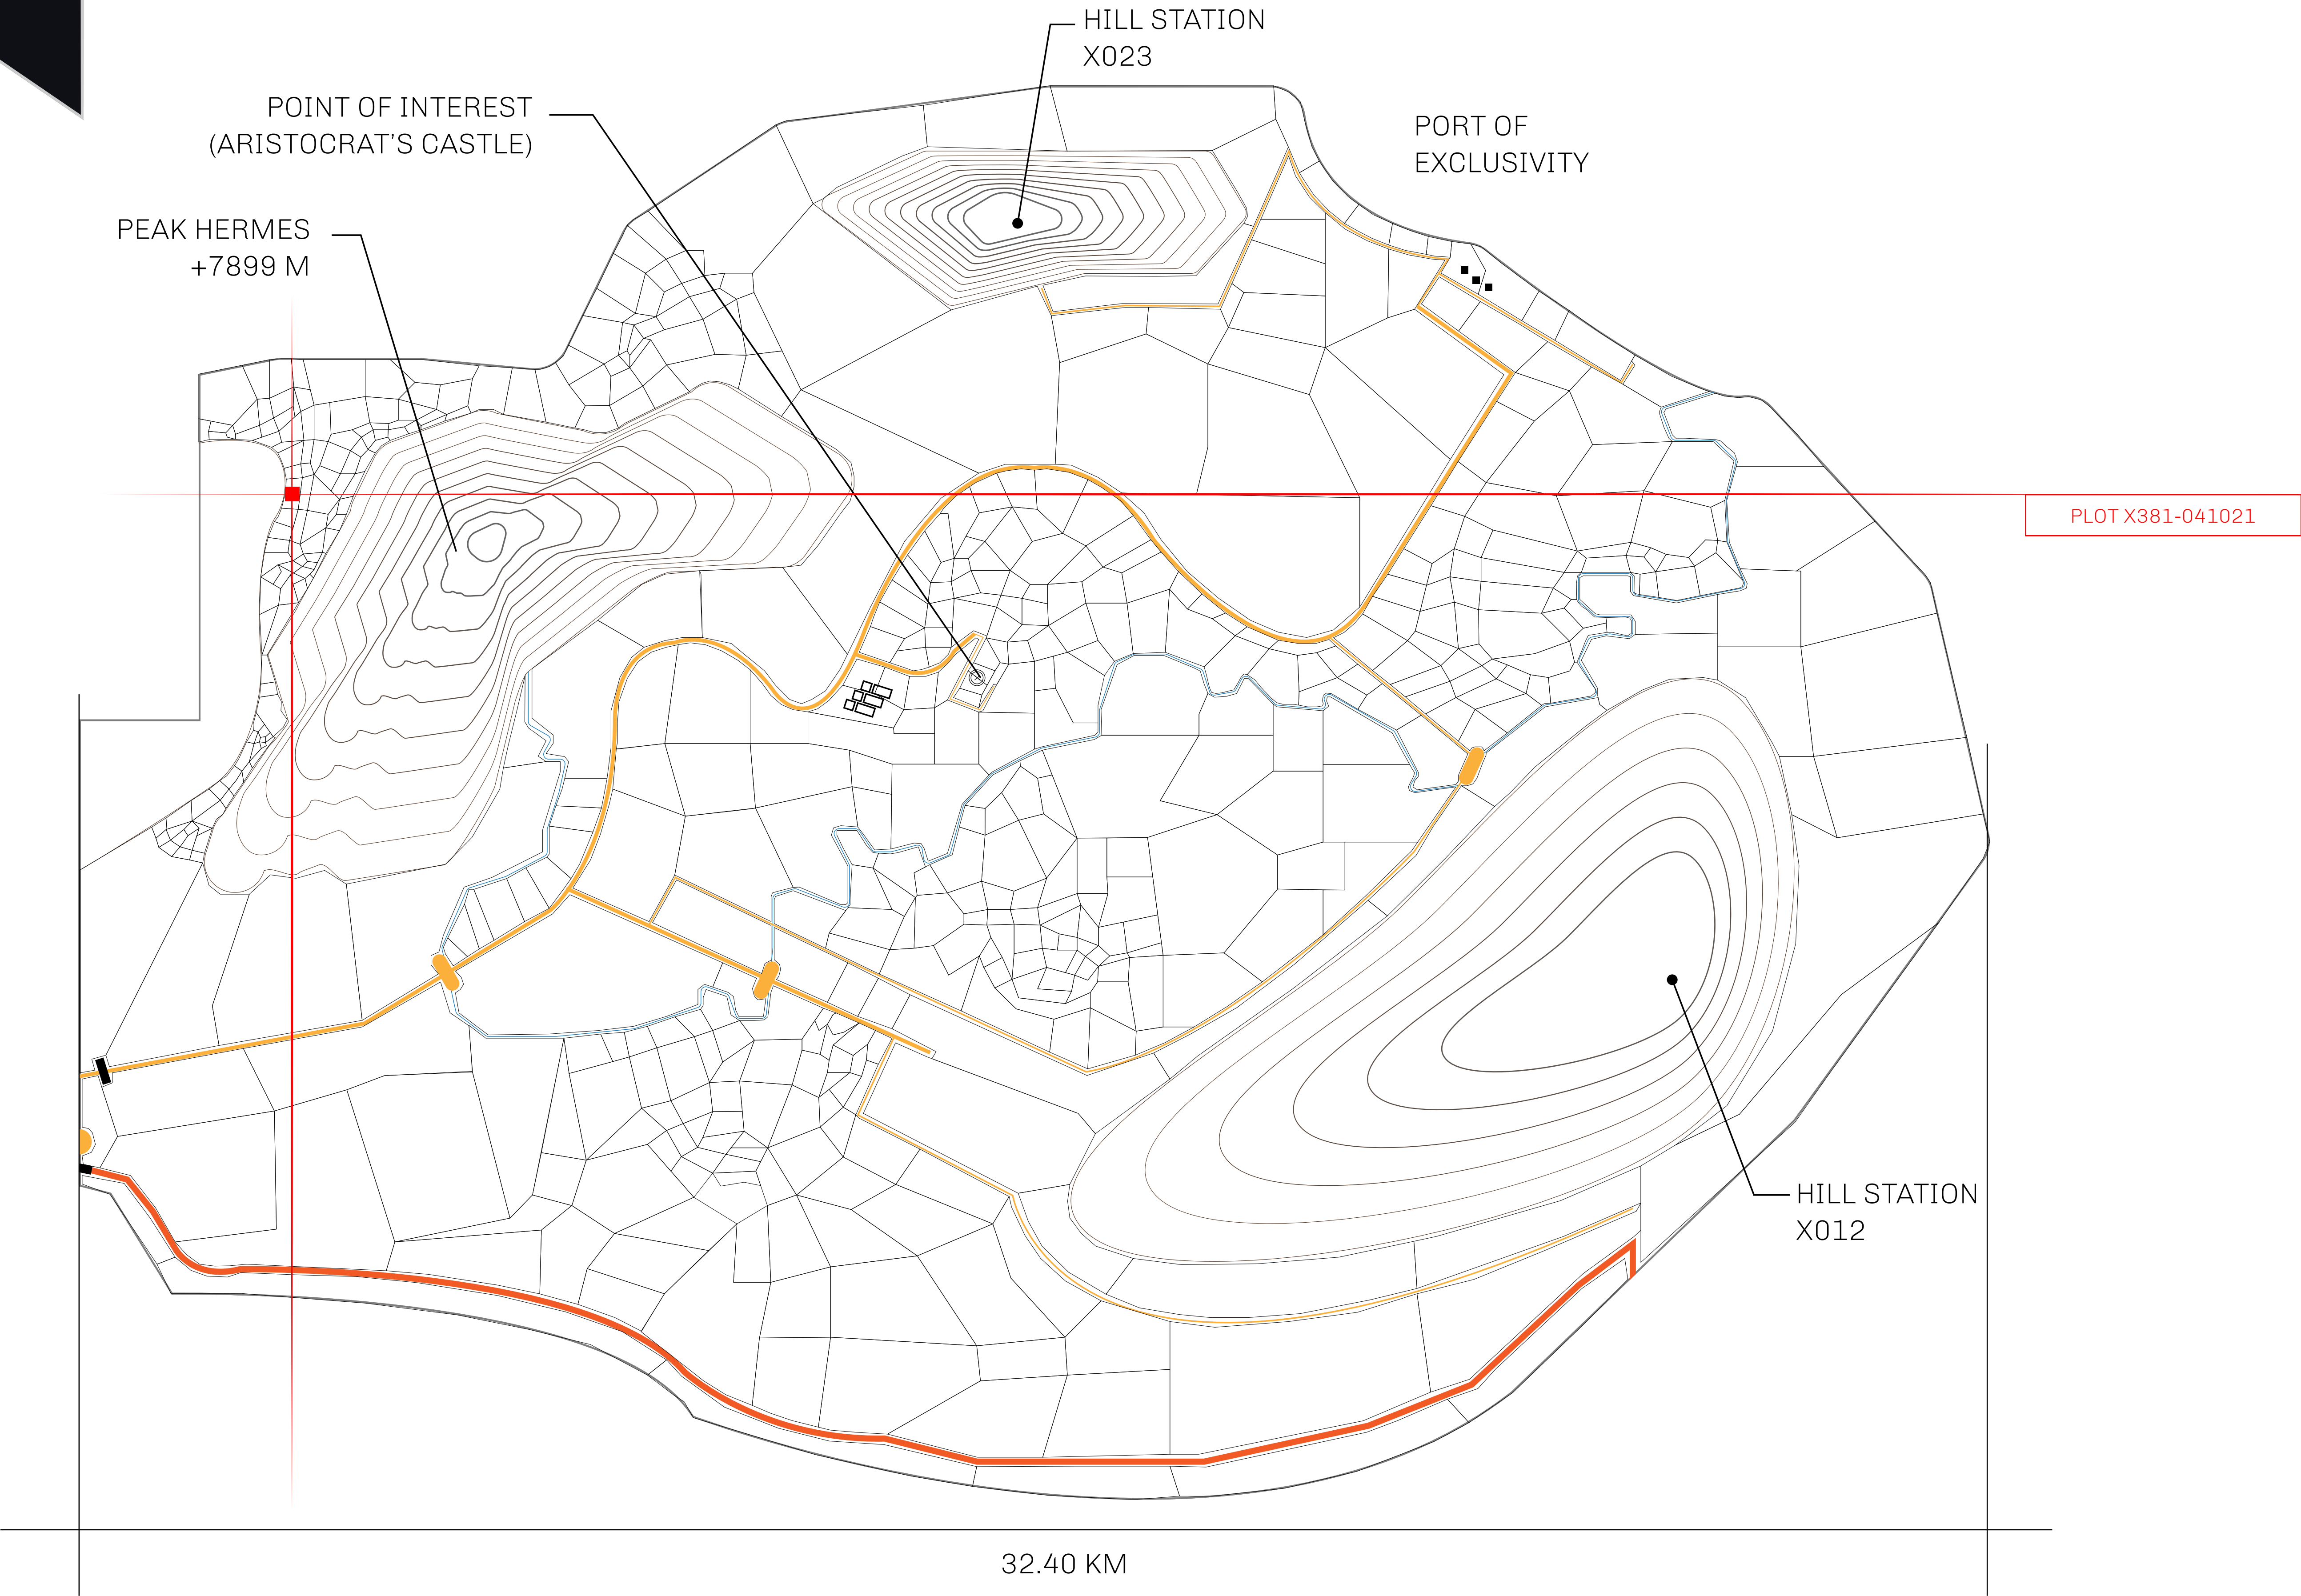 HILL STATION
X023
POINT OF INTEREST
(ARISTOCRAT'S CASTLE)
PORT OF
EXCLUSIVITY
PEAK HERMES
+7899 M
PLOT X381-041021
HILL STATION
X012
32.40 KM